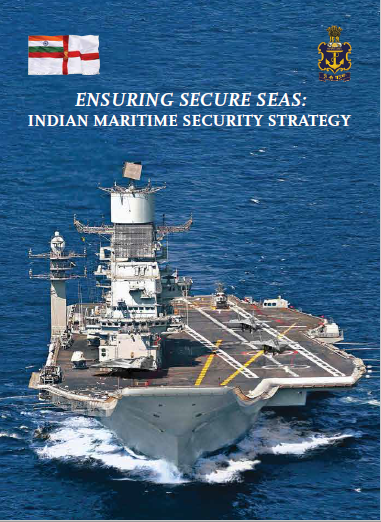 ENSURING SECURE SEAS:
INDIAN MARITIME SECURITY STRATEGY